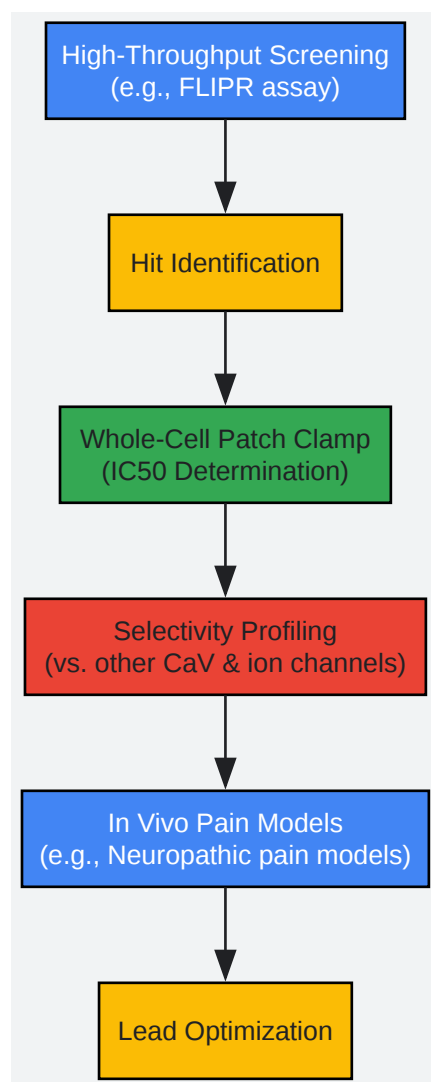 High-Throughput Screening
(e.g., FLIPR assay)
Hit Identification
Whole-Cell Patch Clamp
(IC50 Determination)
Selectivity Profiling
(vs. other CaV & ion channels)
In Vivo Pain Models
(e.g., Neuropathic pain models)
Lead Optimization